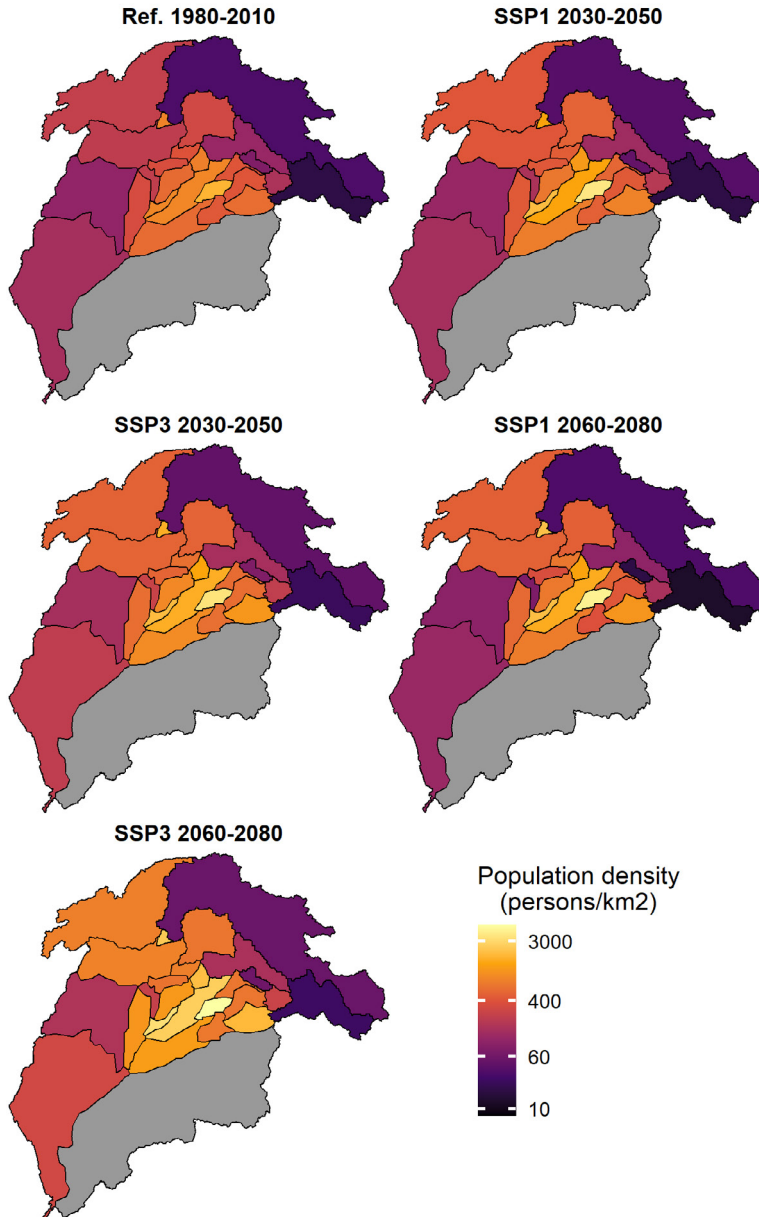 Ref. 1980-2010
SSP1 2030-2050
SSP3 2030-2050
SSP1 2060-2080
SSP3 2060-2080
Population density
(persons/km2)
3000
400
60
10